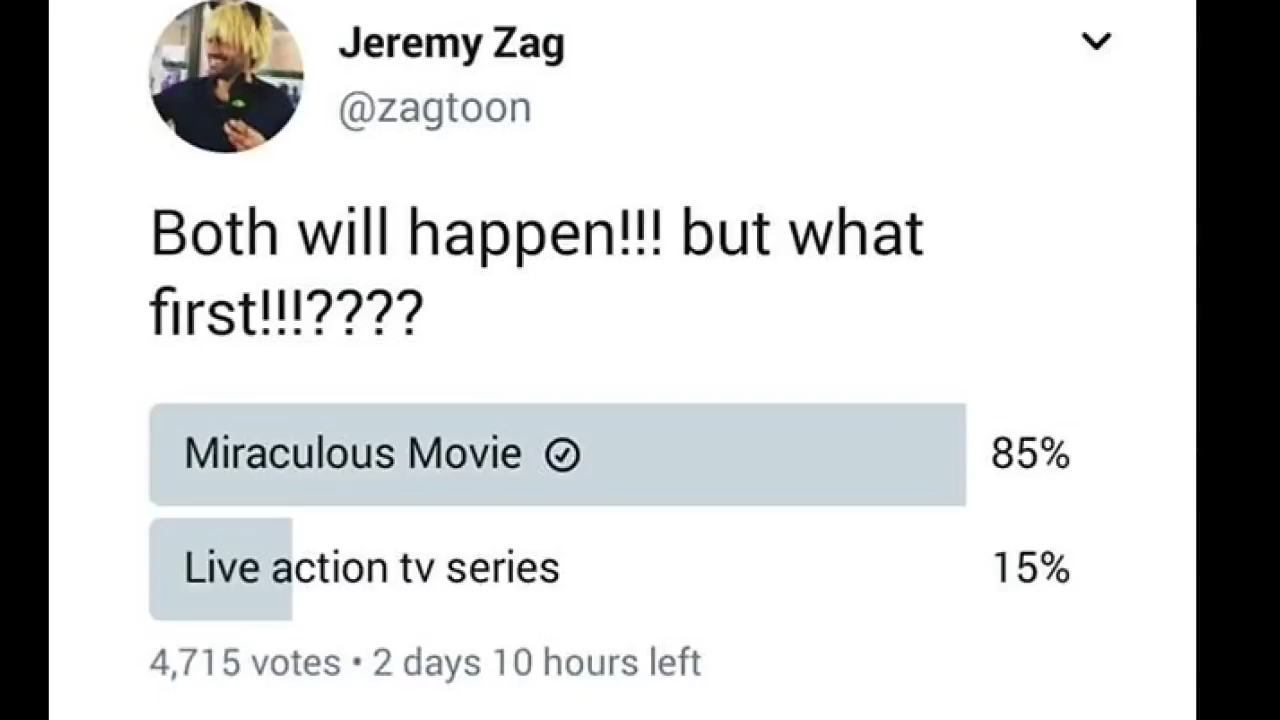 Jeremy Zag
@zagtoon
Both will happen!!! but what
first!!!????
Miraculous Movie 85%
Live action tv series 15%
4,715 votes • 2 days 10 hours left